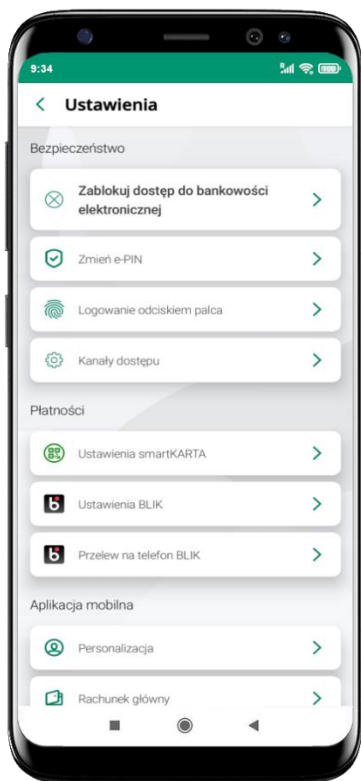 9:34
Ustawienia
Bezpieczeństwo
Zablokuj dostęp do bankowości
elektronicznej
Zmień e-PIN
Logowanie odciskiem palca
Kanały dostępu
Płatności
Ustawienia smartKARTA
Ustawienia BLIK
Przelew na telefon BLIK
Aplikacja mobilna
Personalizacja
Rachunek główny